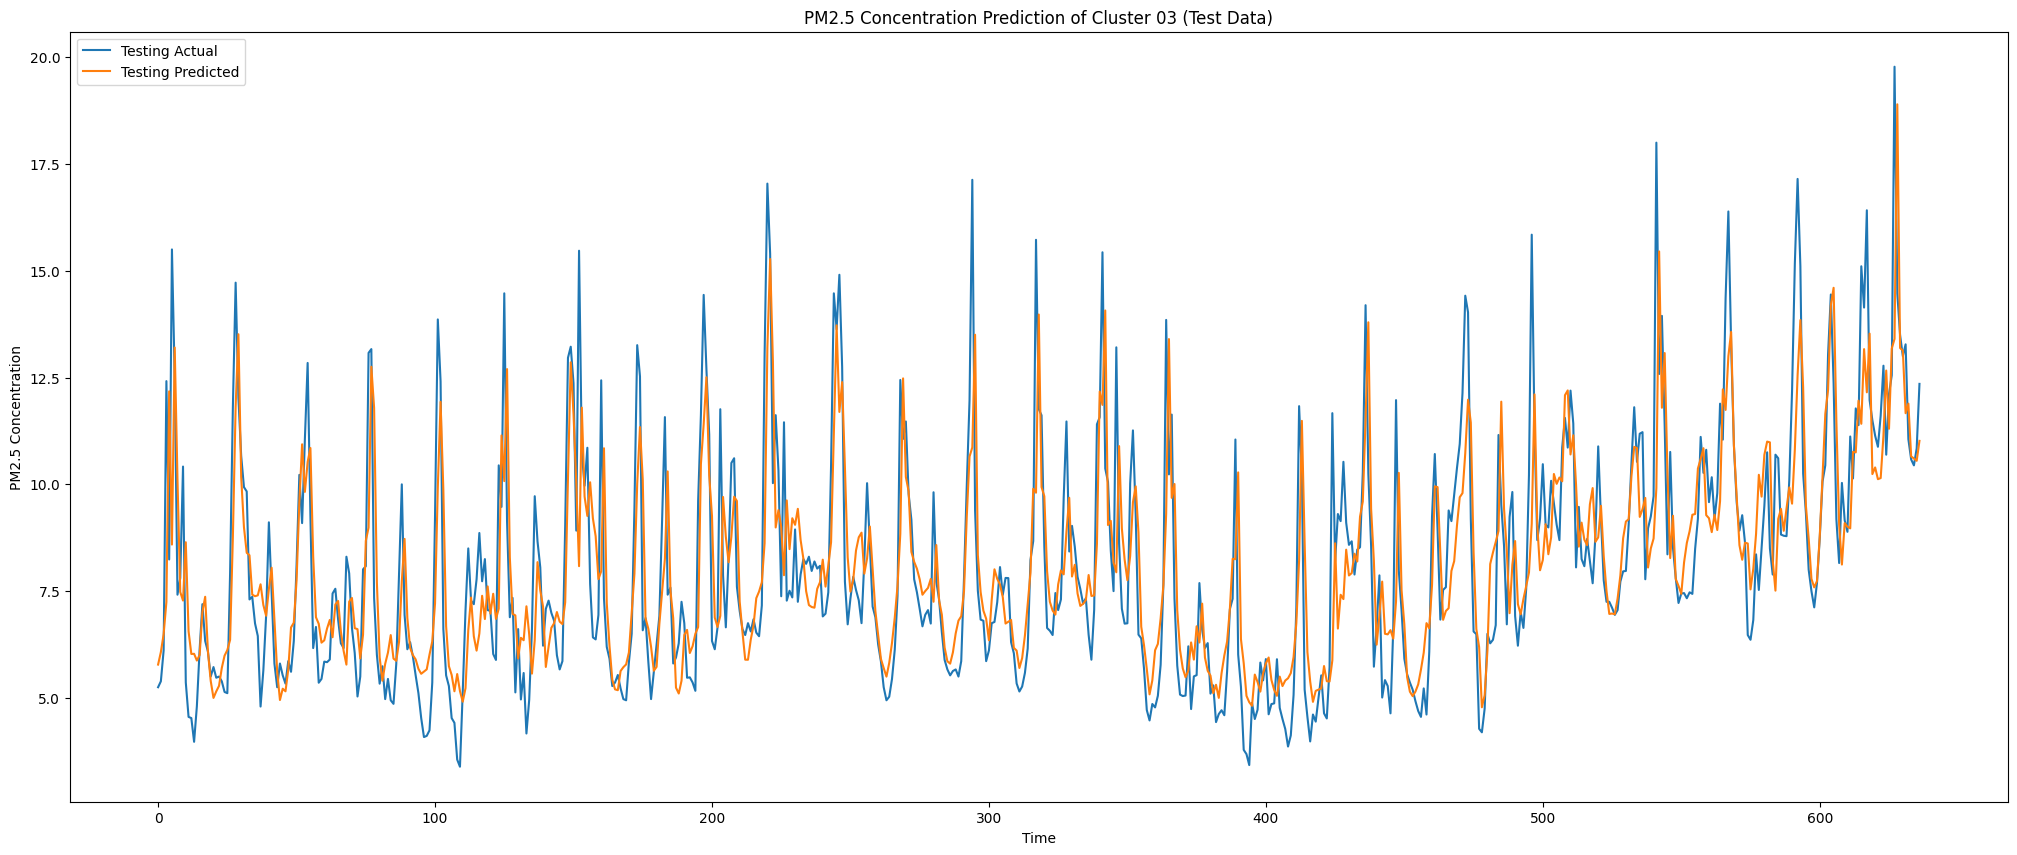 PM2.5 Concentration Prediction of Cluster 03 (Test Data)
Testing Actual
Testing Predicted
PM2.5 Concentration
20.0
17.5
15.0
12.5
10.0
7.5
5.0
0 100 200 300 400 500 600
Time